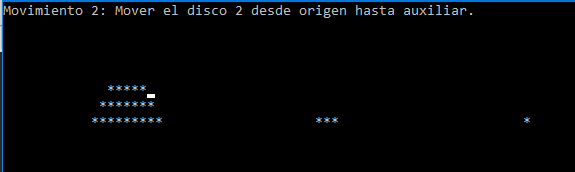 Movimiento 2: Mover el disco 2 desde origen hasta auxiliar.
*****
*******
********* *** *